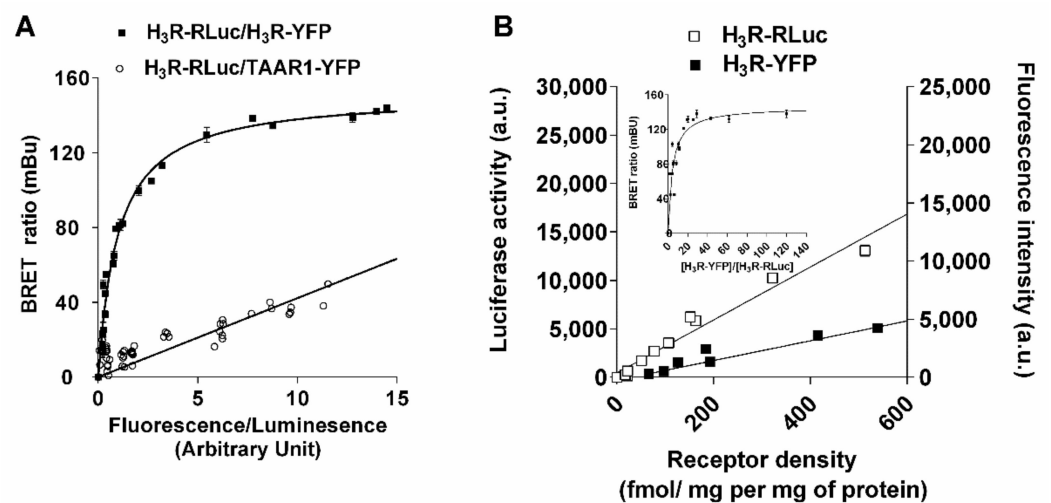 A
H3R-RLuc/H3R-YFP
H3R-RLuc/TAAR1-YFP
160
120
80
40
0
BRET ratio (mBU)
0 5 10 15
Fluorescence/Luminesence
(Arbitrary Unit)
B
H3R-RLuc
H3R-YFP
30,000
25,000
20,000
15,000
10,000
5,000
0
Luciferase activity (a.u.)
25,000
20,000
15,000
10,000
5,000
0
Fluorescence intensity (a.u.)
160
120
80
40
0
BRET ratio (mBU)
0 20 40 60 80 100 120 140
[H3R-YFP]/[H3R-RLuc]
0 200 400 600
Receptor density
(fmol/ mg per mg of protein)